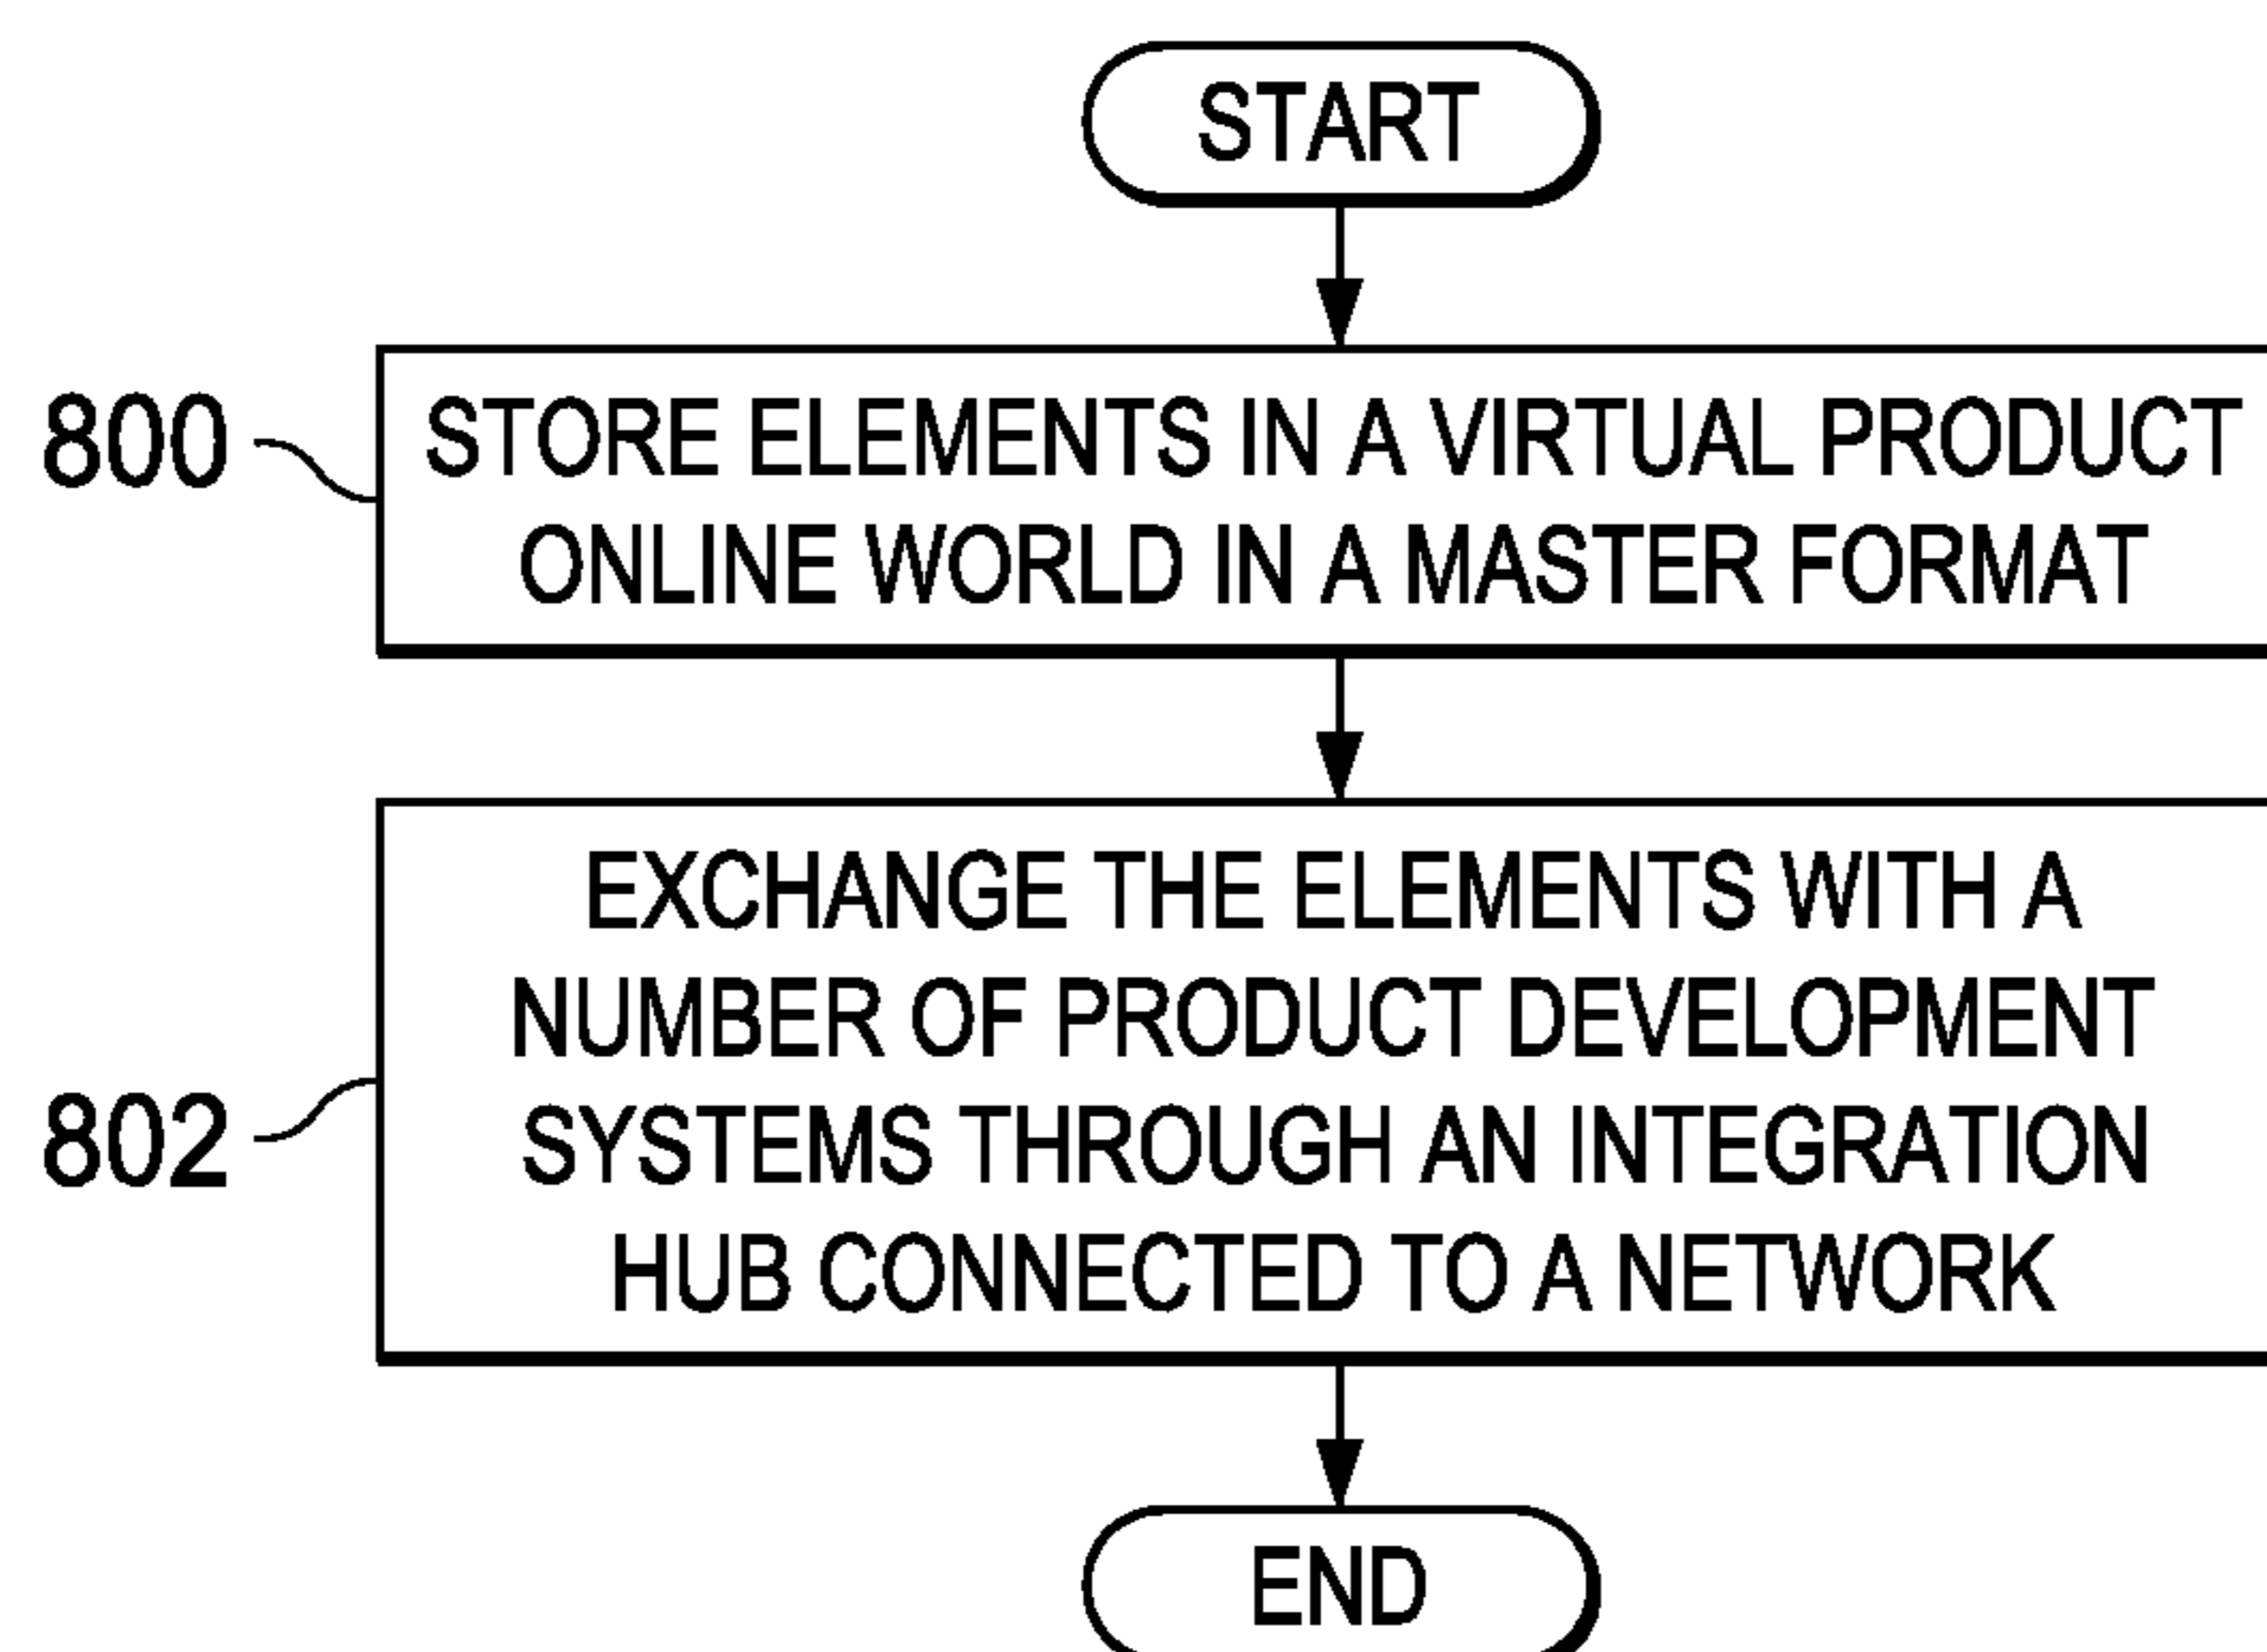 START
800
STORE ELEMENTS IN A VIRTUAL PRODUCT
ONLINE WORLD IN A MASTER FORMAT
EXCHANGE THE ELEMENTS WITH A
NUMBER OF PRODUCT DEVELOPMENT
802
SYSTEMS THROUGH AN INTEGRATION
HUB CONNECTED TO A NETWORK
END